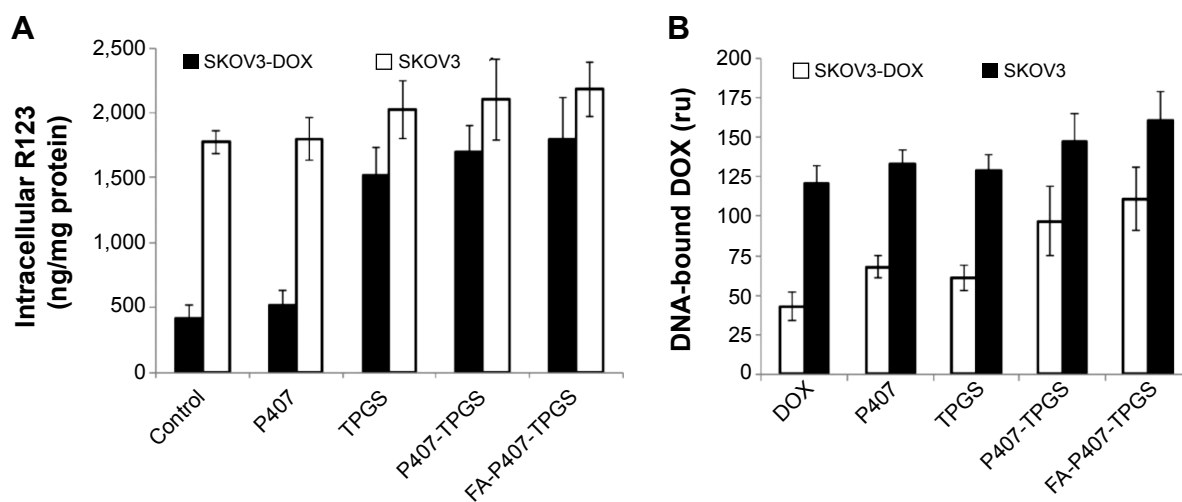 A
Intracellular R123
(ng/mg protein)
2,500
2,000
1,500
1,000
500
0
SKOV3-DOX
SKOV3
Control
P407
TPGS
P407-TPGS
FA-P407-TPGS
B
DNA-bound DOX (ru)
200
175
150
125
100
75
50
25
0
SKOV3-DOX
SKOV3
DOX
P407
TPGS
P407-TPGS
FA-P407-TPGS